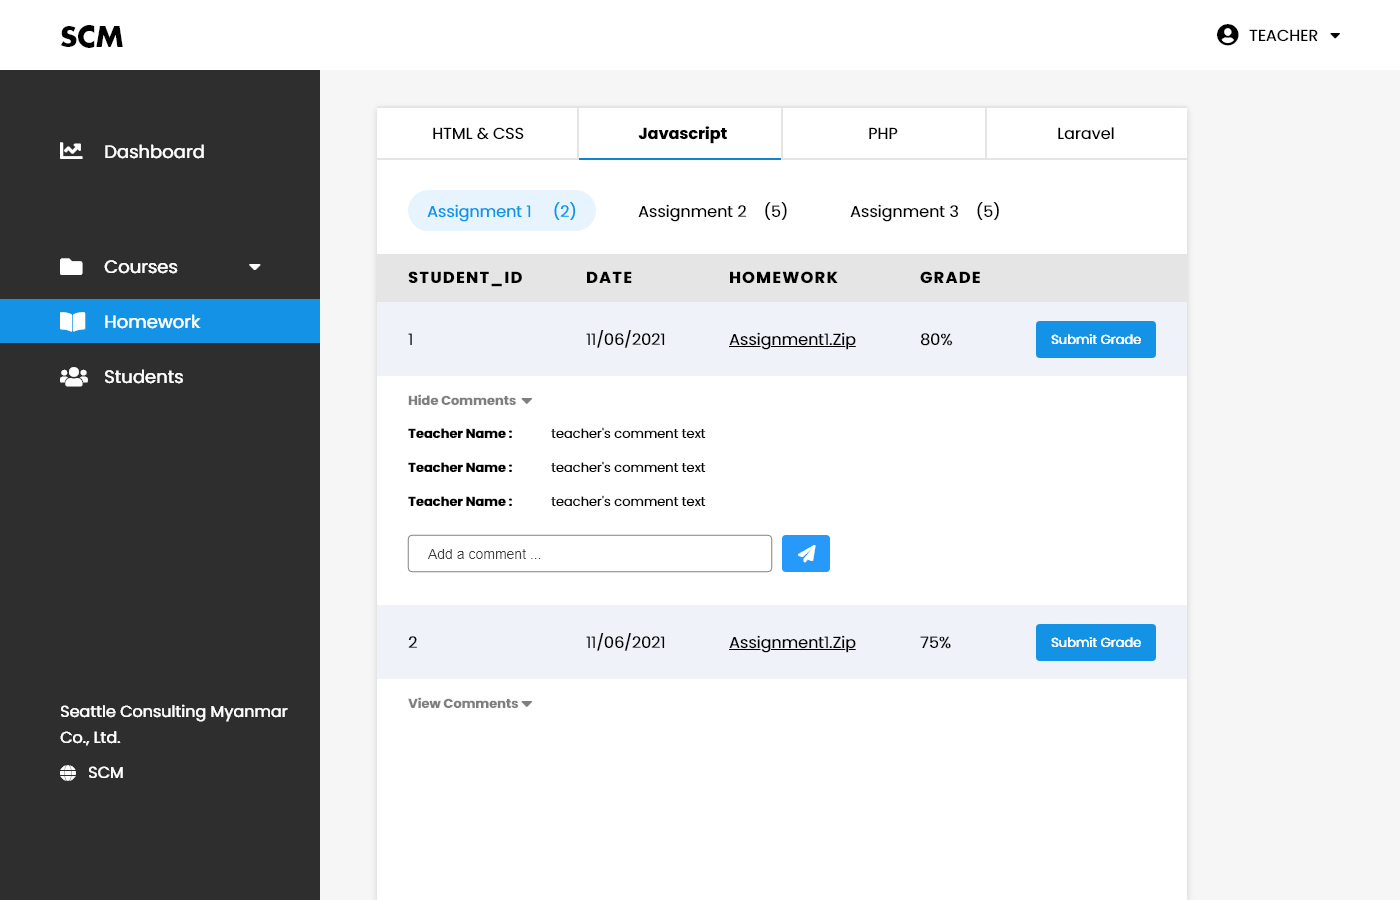 SCM
TEACHER
Dashboard
Courses
Homework
Students
Seattle Consulting Myanmar
Co., Ltd.
SCM
HTML & CSS Javascript PHP Laravel
Assignment 1 (2) Assignment 2 (5) Assignment 3 (5)
STUDENT_ID DATE HOMEWORK GRADE
1 11/06/2021 Assignment1.Zip 80% Submit Grade
Hide Comments
Teacher Name : teacher's comment text
Teacher Name : teacher's comment text
Teacher Name : teacher's comment text
Add a comment ...
2 11/06/2021 Assignment1.Zip 75% Submit Grade
View Comments